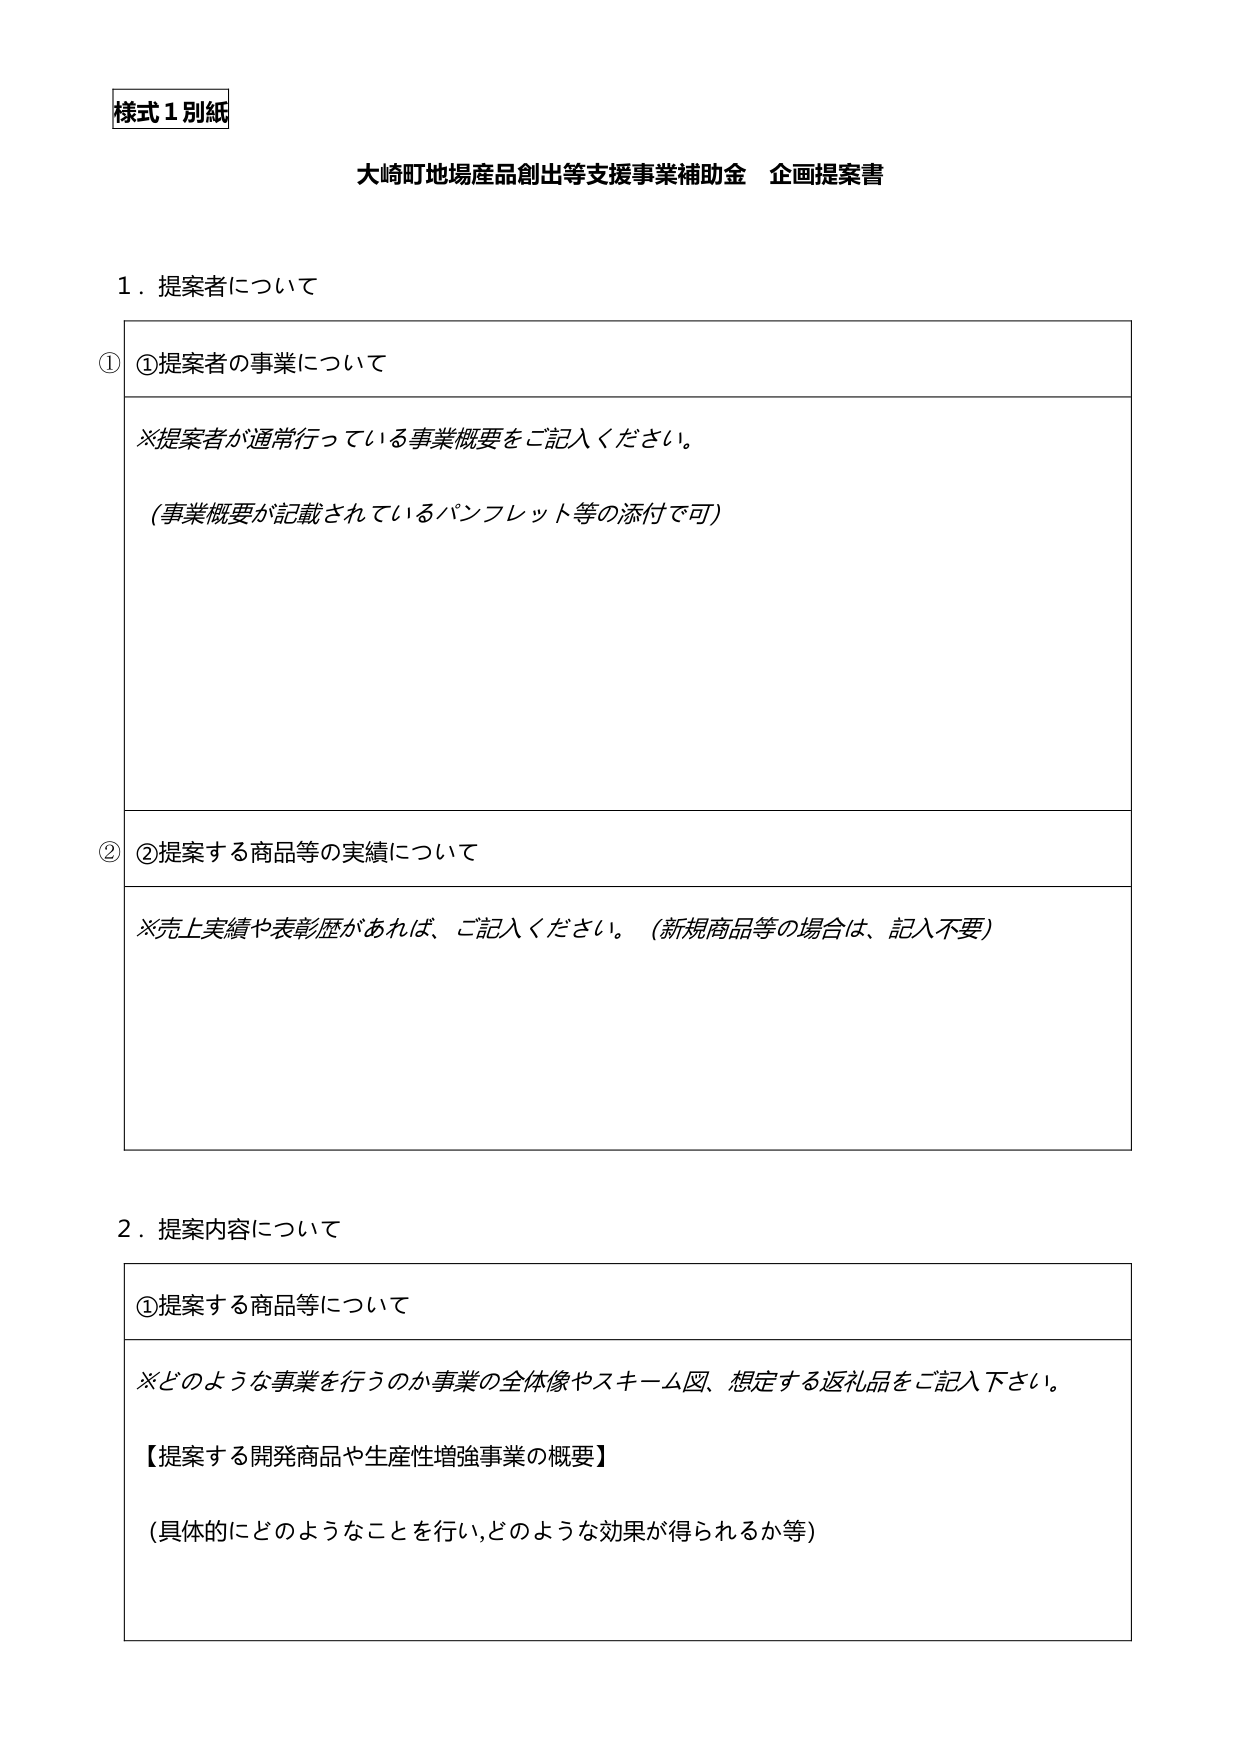 様式１別紙
大崎町地場産品創出等支援事業補助金　企画提案書
１．提案者について
① ①提案者の事業について
※提案者が通常行っている事業概要をご記入ください。
（事業概要が記載されているパンフレット等の添付で可）
② ②提案する商品等の実績について
※売上実績や表彰歴があれば、ご記入ください。（新規商品等の場合は、記入不要）
２．提案内容について
①提案する商品等について
※どのような事業を行うのか事業の全体像やスキーム図、想定する返礼品をご記入下さい。
【提案する開発商品や生産性増強事業の概要】
（具体的にどのようなことを行い,どのような効果が得られるか等）